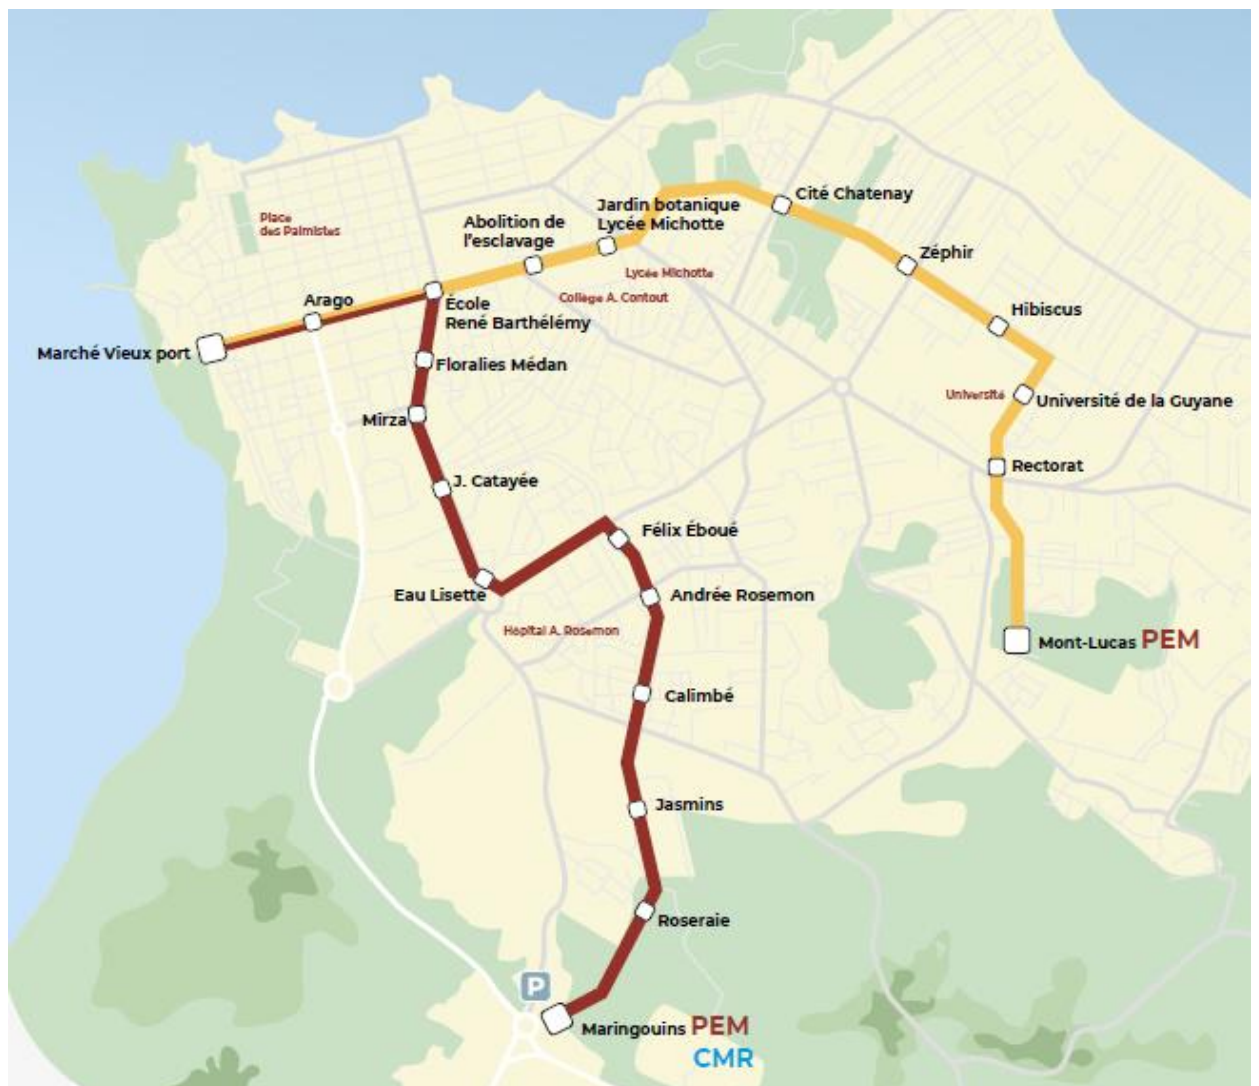 Cité Chatenay
Jardin botanique
Lycée Michotte
Abolition de
l'esclavage
Place
des Palmistes
Zéphir
Lycée Michotte
Collège A. Contout
Arago
École
René Barthélémy
Hibiscus
Marché Vieux port
Floralies Médan
Université
Université de la Guyane
Mirza
Rectorat
J. Catayée
Félix Éboué
Eau Lisette
Andrée Rosemon
Hôpital A. Rosemon
Mont-Lucas PEM
Calimbé
Jasmins
Roseraie
P
Maringouins PEM
CMR